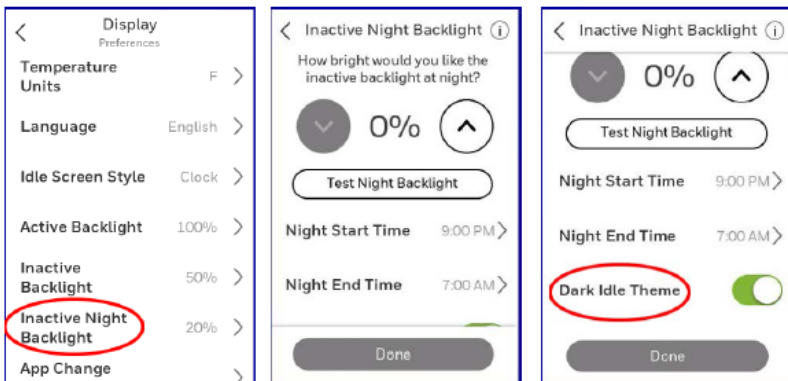 Display
Preferences
Temperature
Units F
Language English
Idle Screen Style Clock
Active Backlight 100%
Inactive
Backlight 50%
Inactive Night
Backlight 20%
App Change
Inactive Night Backlight
How bright would you like the
inactive backlight at night?
0%
Test Night Backlight
Night Start Time 9:00 PM
Night End Time 7:00 AM
Done
Inactive Night Backlight
0%
Test Night Backlight
Night Start Time 9:00 PM
Night End Time 7:00 AM
Dark Idle Theme
Done